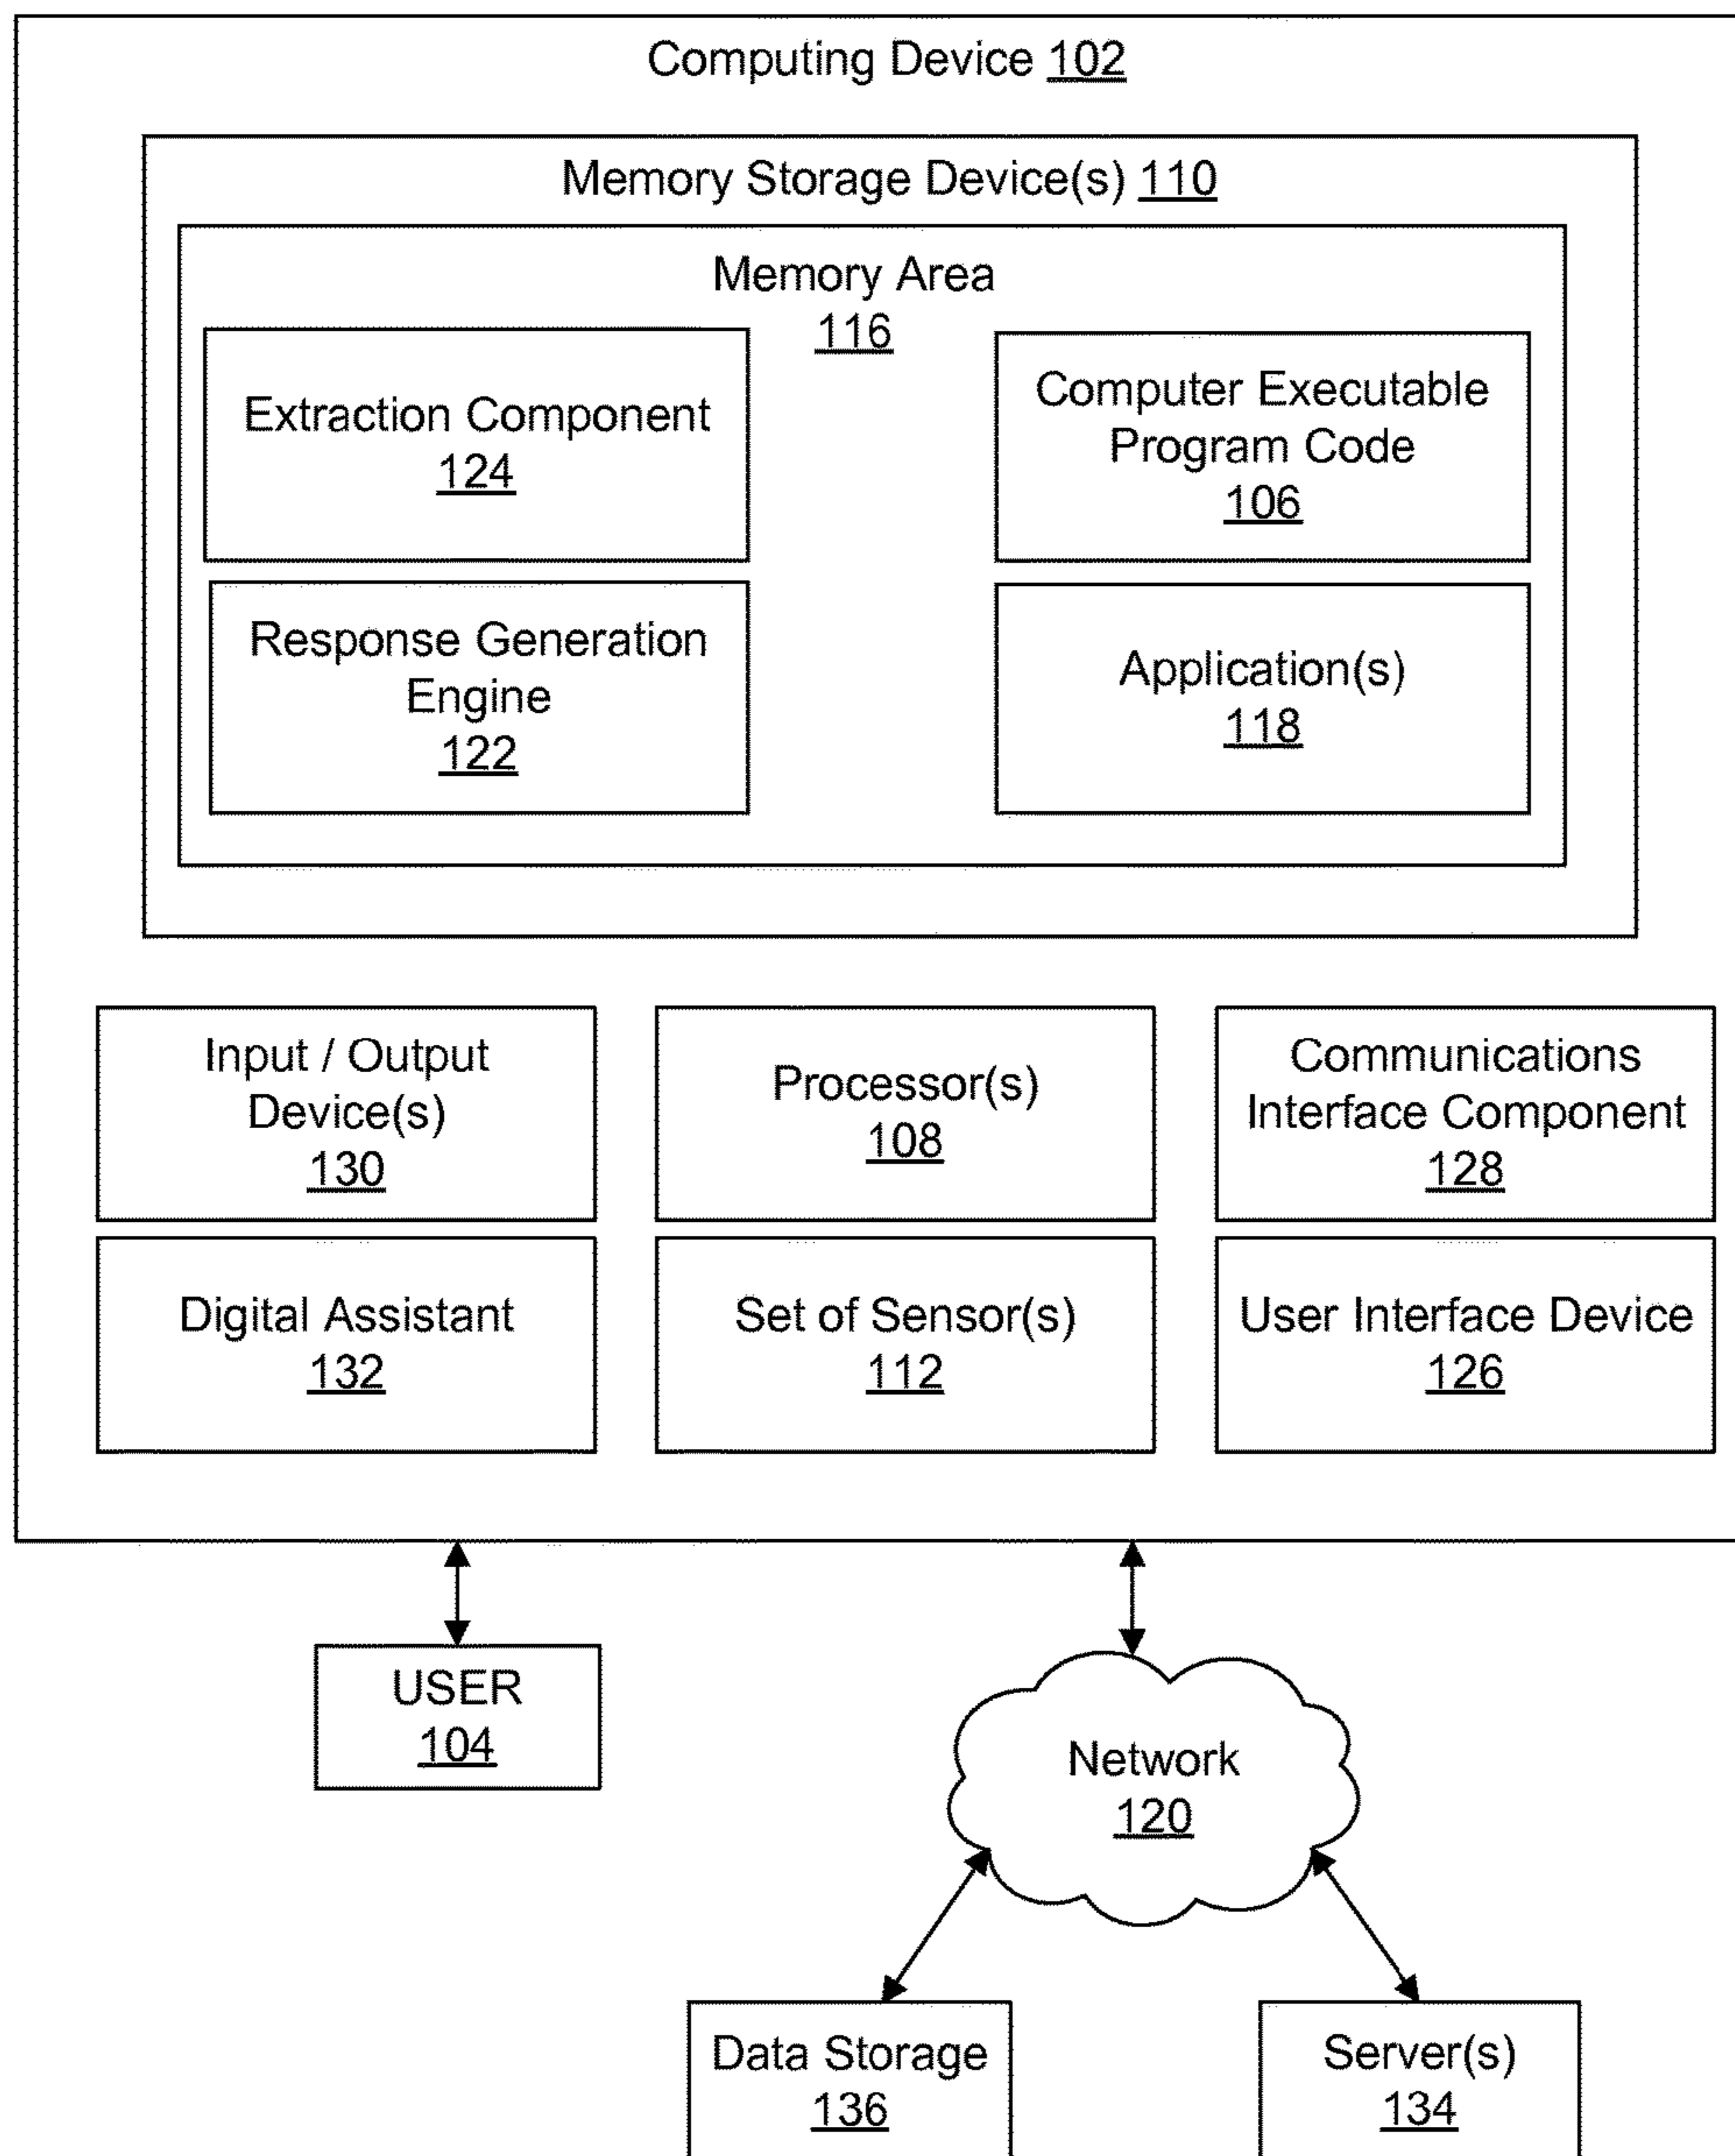 Computing Device 102
Memory Storage Device(s) 110
Memory Area
116
Extraction Component
124
Computer Executable
Program Code
106
Response Generation
Engine
122
Application(s)
118
Input / Output
Device(s)
130
Processor(s)
108
Communications
Interface Component
128
Digital Assistant
132
Set of Sensor(s)
112
User Interface Device
126
USER
104
Network
120
Data Storage
136
Server(s)
134